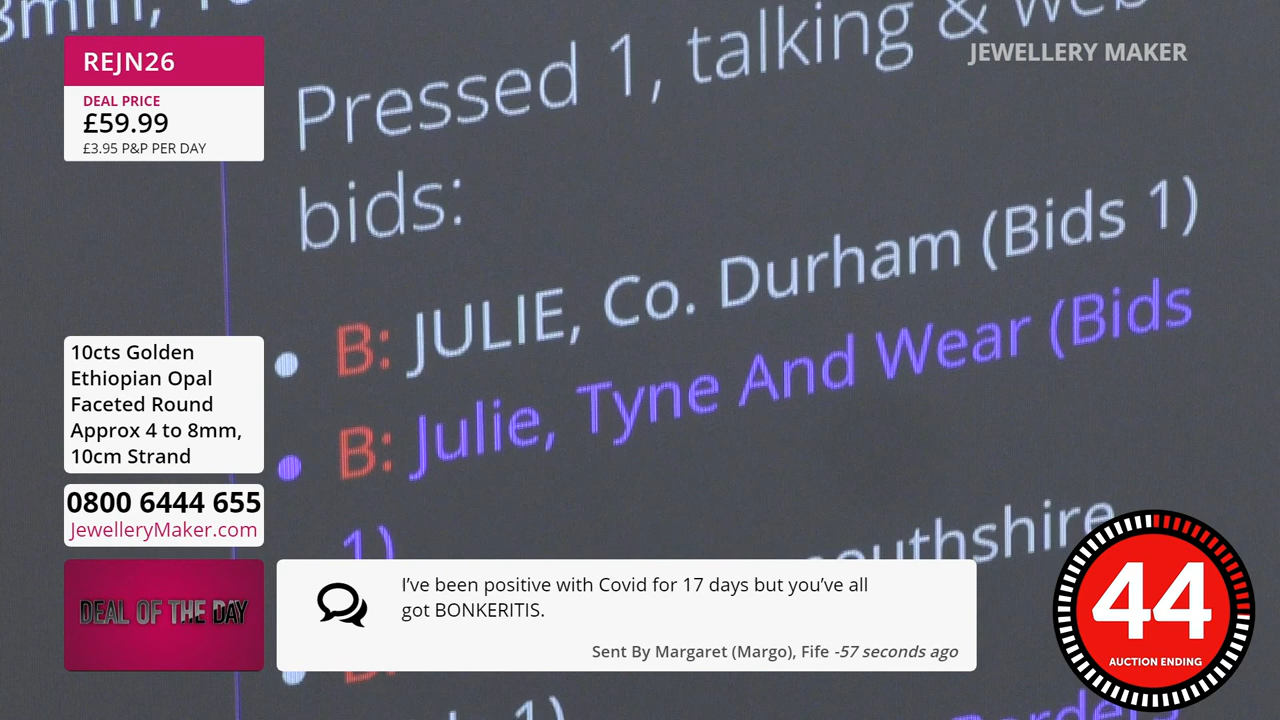 8mm,
REJN26
DEAL PRICE
£59.99
£3.95 P&P PER DAY
JEWELLERY MAKER
Pressed 1, talking & web
bids:
B: JULIE, Co. Durham (Bids 1)
B: Julie, Tyne And Wear (Bids
1)
10cts Golden
Ethiopian Opal
Faceted Round
Approx 4 to 8mm,
10cm Strand
0800 6444 655
JewelleryMaker.com
DEAL OF THE DAY
I've been positive with Covid for 17 days but you've all
got BONKERITIS.
Sent By Margaret (Margo), Fife -57 seconds ago
44
AUCTION ENDING